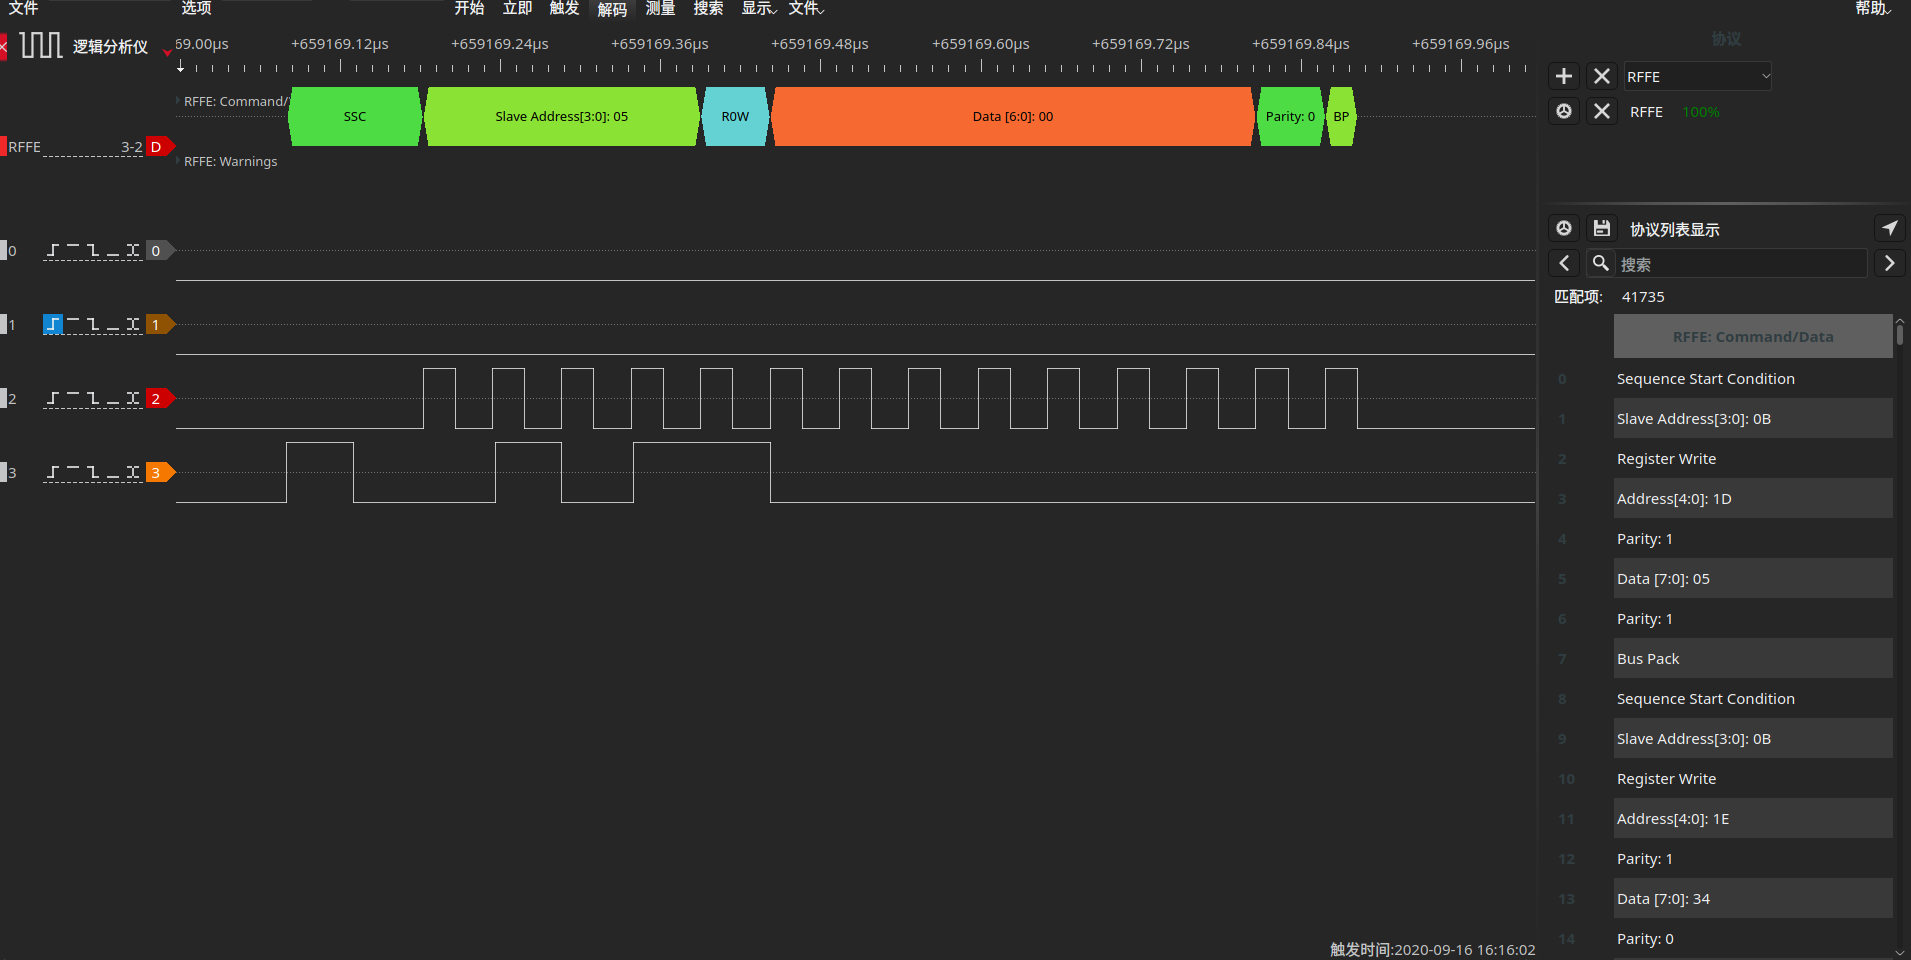 文件 选项 开始 立即 触发 解码 测量 搜索 显示 文件 帮助
逻辑分析仪
69.00μs +659169.12μs +659169.24μs +659169.36μs +659169.48μs +659169.60μs +659169.72μs +659169.84μs +659169.96μs
RFFE: Command/
SSC Slave Address[3:0]: 05 R0W Data [6:0]: 00 Parity: 0 BP
RFFE 3-2 D
RFFE: Warnings
0 0
1 1
2 2
3 3
触发时间:2020-09-16 16:16:02
协议
RFFE
RFFE 100%
协议列表显示
搜索
匹配项: 41735
RFFE: Command/Data
0 Sequence Start Condition
1 Slave Address[3:0]: 0B
2 Register Write
3 Address[4:0]: 1D
4 Parity: 1
5 Data [7:0]: 05
6 Parity: 1
7 Bus Pack
8 Sequence Start Condition
9 Slave Address[3:0]: 0B
10 Register Write
11 Address[4:0]: 1E
12 Parity: 1
13 Data [7:0]: 34
14 Parity: 0